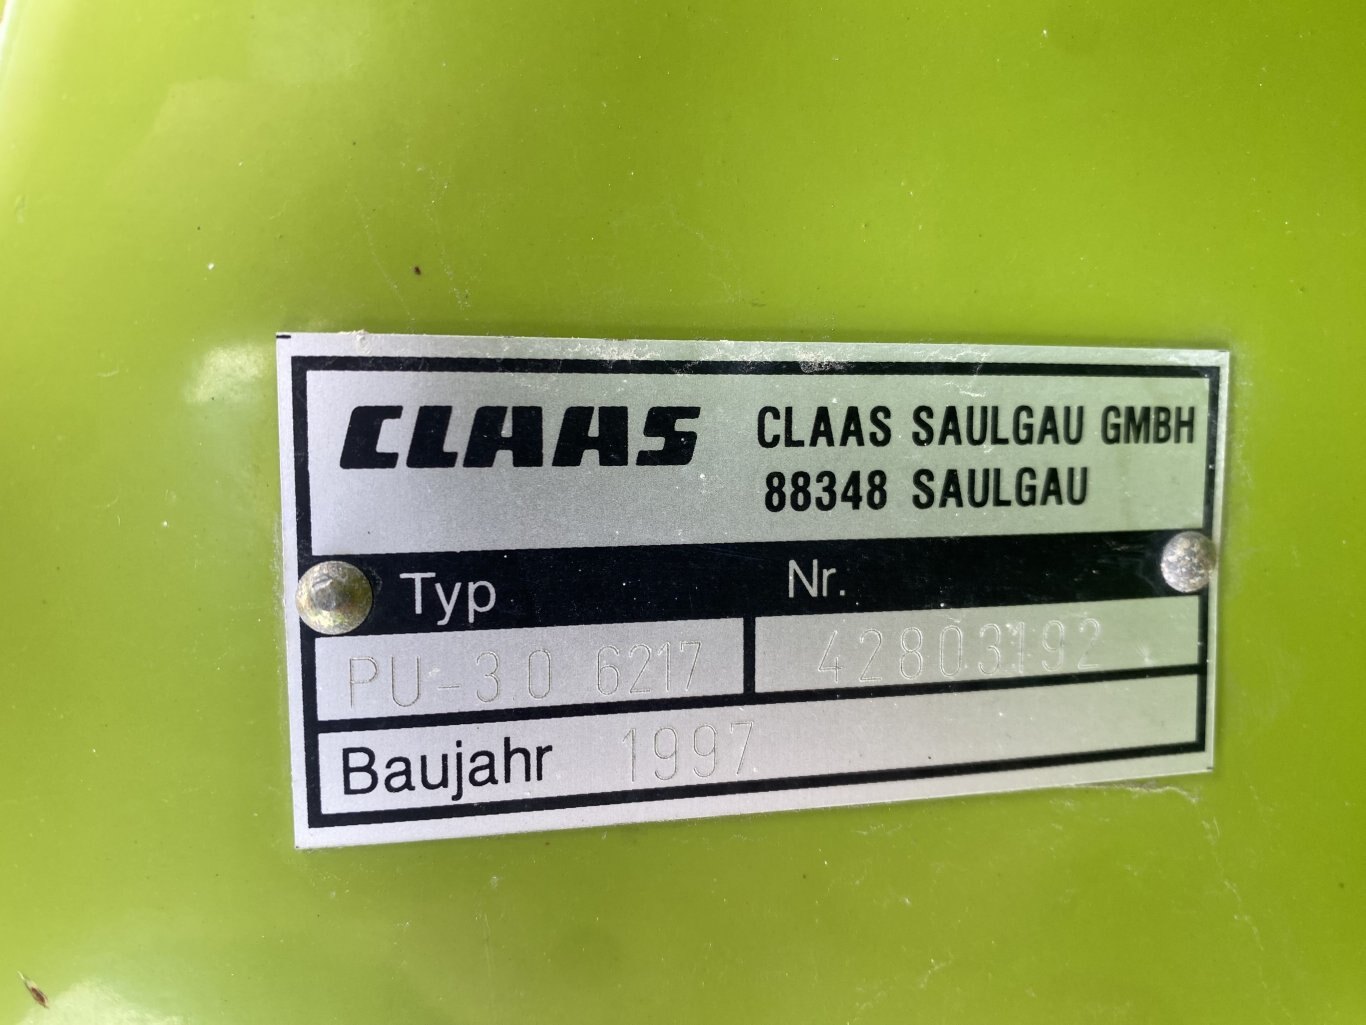 CLAAS CLAAS SAULGAU GMBH
88348 SAULGAU
Typ Nr.
PU-3.0 6217 42803192
Baujahr 1997